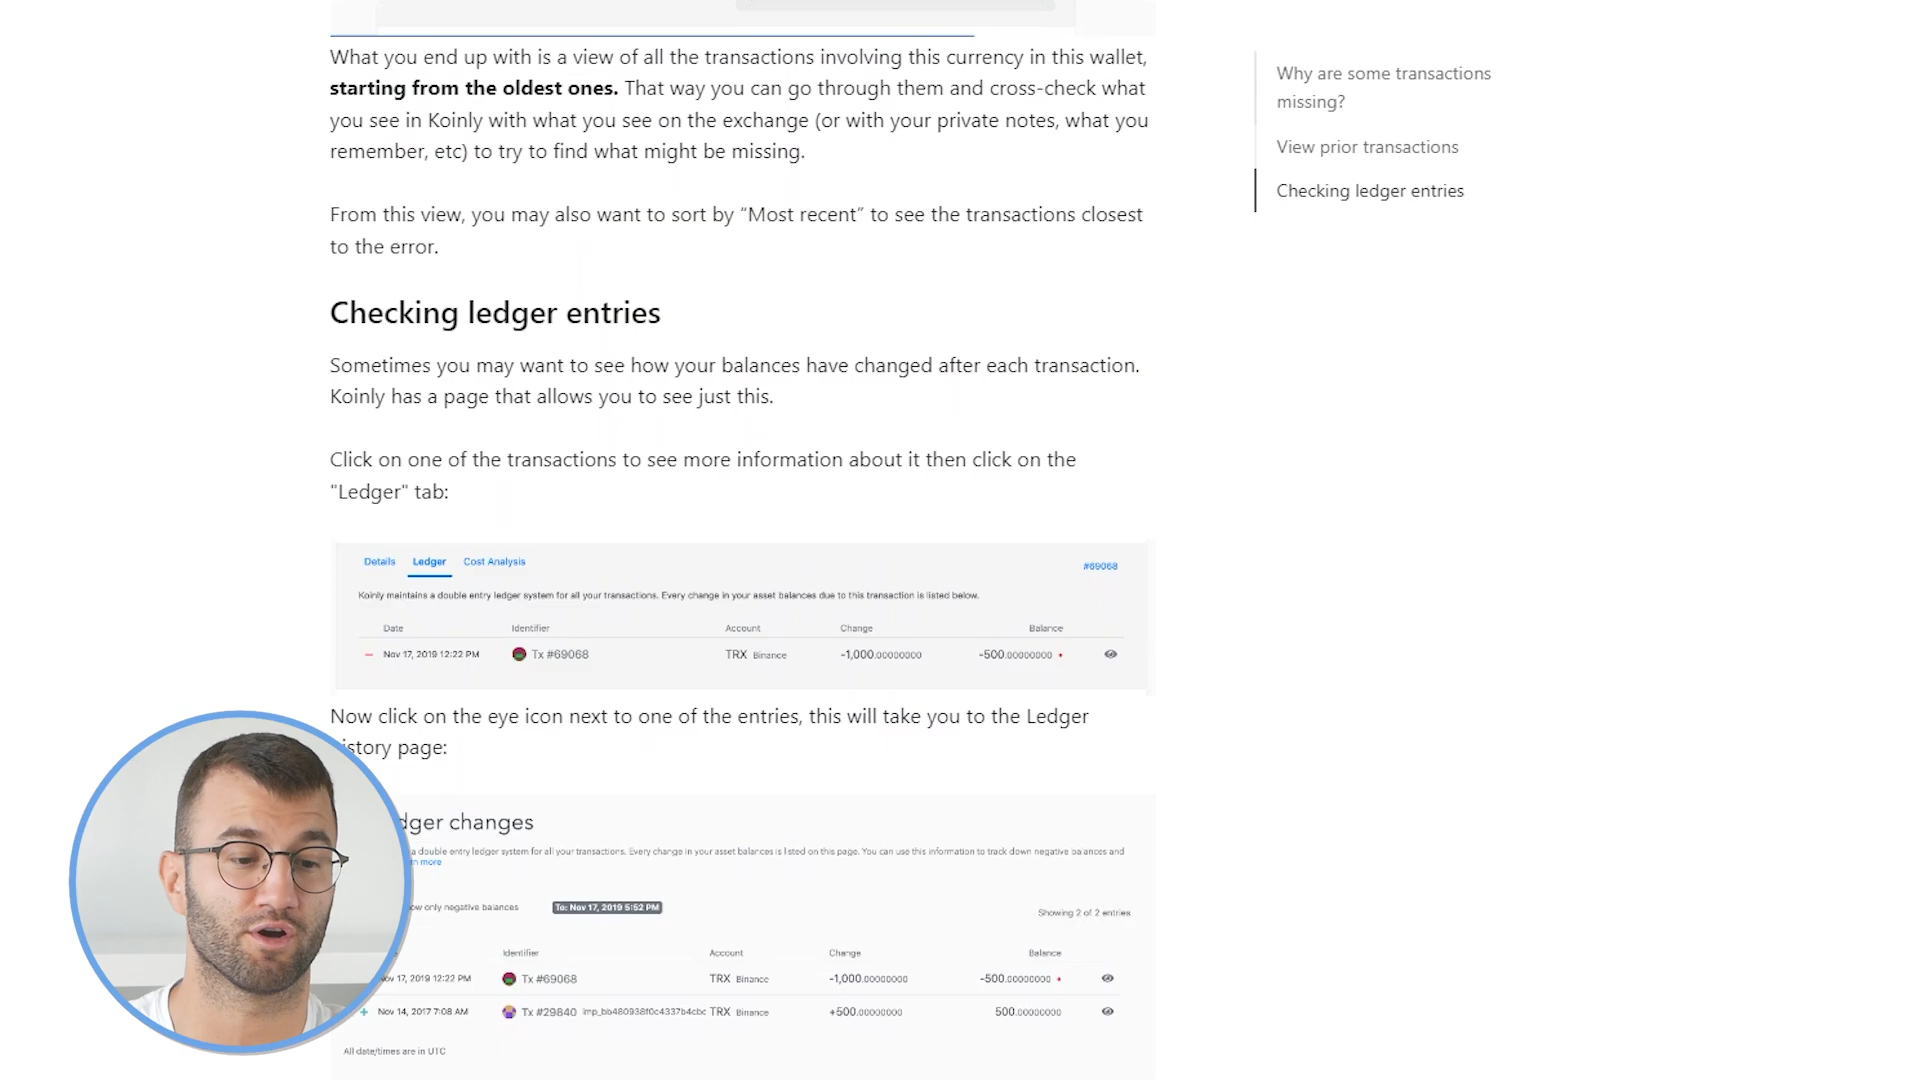 What you end up with is a view of all the transactions involving this currency in this wallet,
starting from the oldest ones. That way you can go through them and cross-check what
you see in Koinly with what you see on the exchange (or with your private notes, what you
remember, etc) to try to find what might be missing.
From this view, you may also want to sort by “Most recent” to see the transactions closest
to the error.
Checking ledger entries
Sometimes you may want to see how your balances have changed after each transaction.
Koinly has a page that allows you to see just this.
Click on one of the transactions to see more information about it then click on the
"Ledger" tab:
Details Ledger Cost Analysis #69068
Koinly maintains a double entry ledger system for all your transactions. Every change in your asset balances due to this transaction is listed below.
Date Identifier Account Change Balance
− Nov 17, 2019 12:22 PM Tx #69068 TRX Binance -1,000.00000000 -500.00000000
Now click on the eye icon next to one of the entries, this will take you to the Ledger
istory page:
dger changes
a double entry ledger system for all your transactions. Every change in your asset balances is listed on this page. You can use this information to track down negative balances and
more
ow only negative balances To: Nov 17, 2019 5:52 PM Showing 2 of 2 entries
Identifier Account Change Balance
ov 17, 2019 12:22 PM Tx #69068 TRX Binance -1,000.00000000 -500.00000000
+ Nov 14, 2017 7:08 AM Tx #29840 imp_bb480938f0c4337b4cbc TRX Binance +500.00000000 500.00000000
All date/times are in UTC
Why are some transactions
missing?
View prior transactions
Checking ledger entries